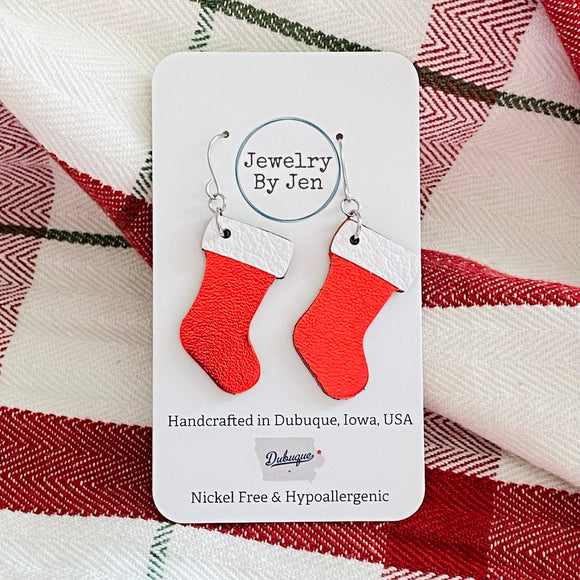 Jewelry
By Jen
Handcrafted in Dubuque, Iowa, USA
Dubuque
Nickel Free & Hypoallergenic